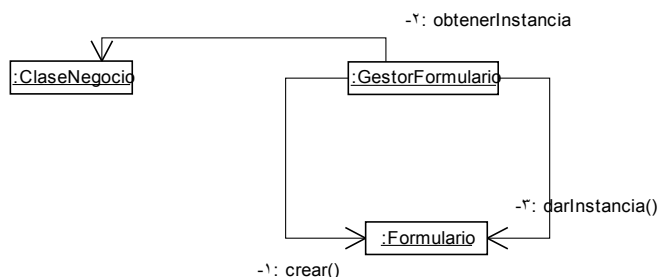 -٢: obtenerInstancia
:ClaseNegocio
:GestorFormulario
-٣: darInstancia()
:Formulario
-١: crear()